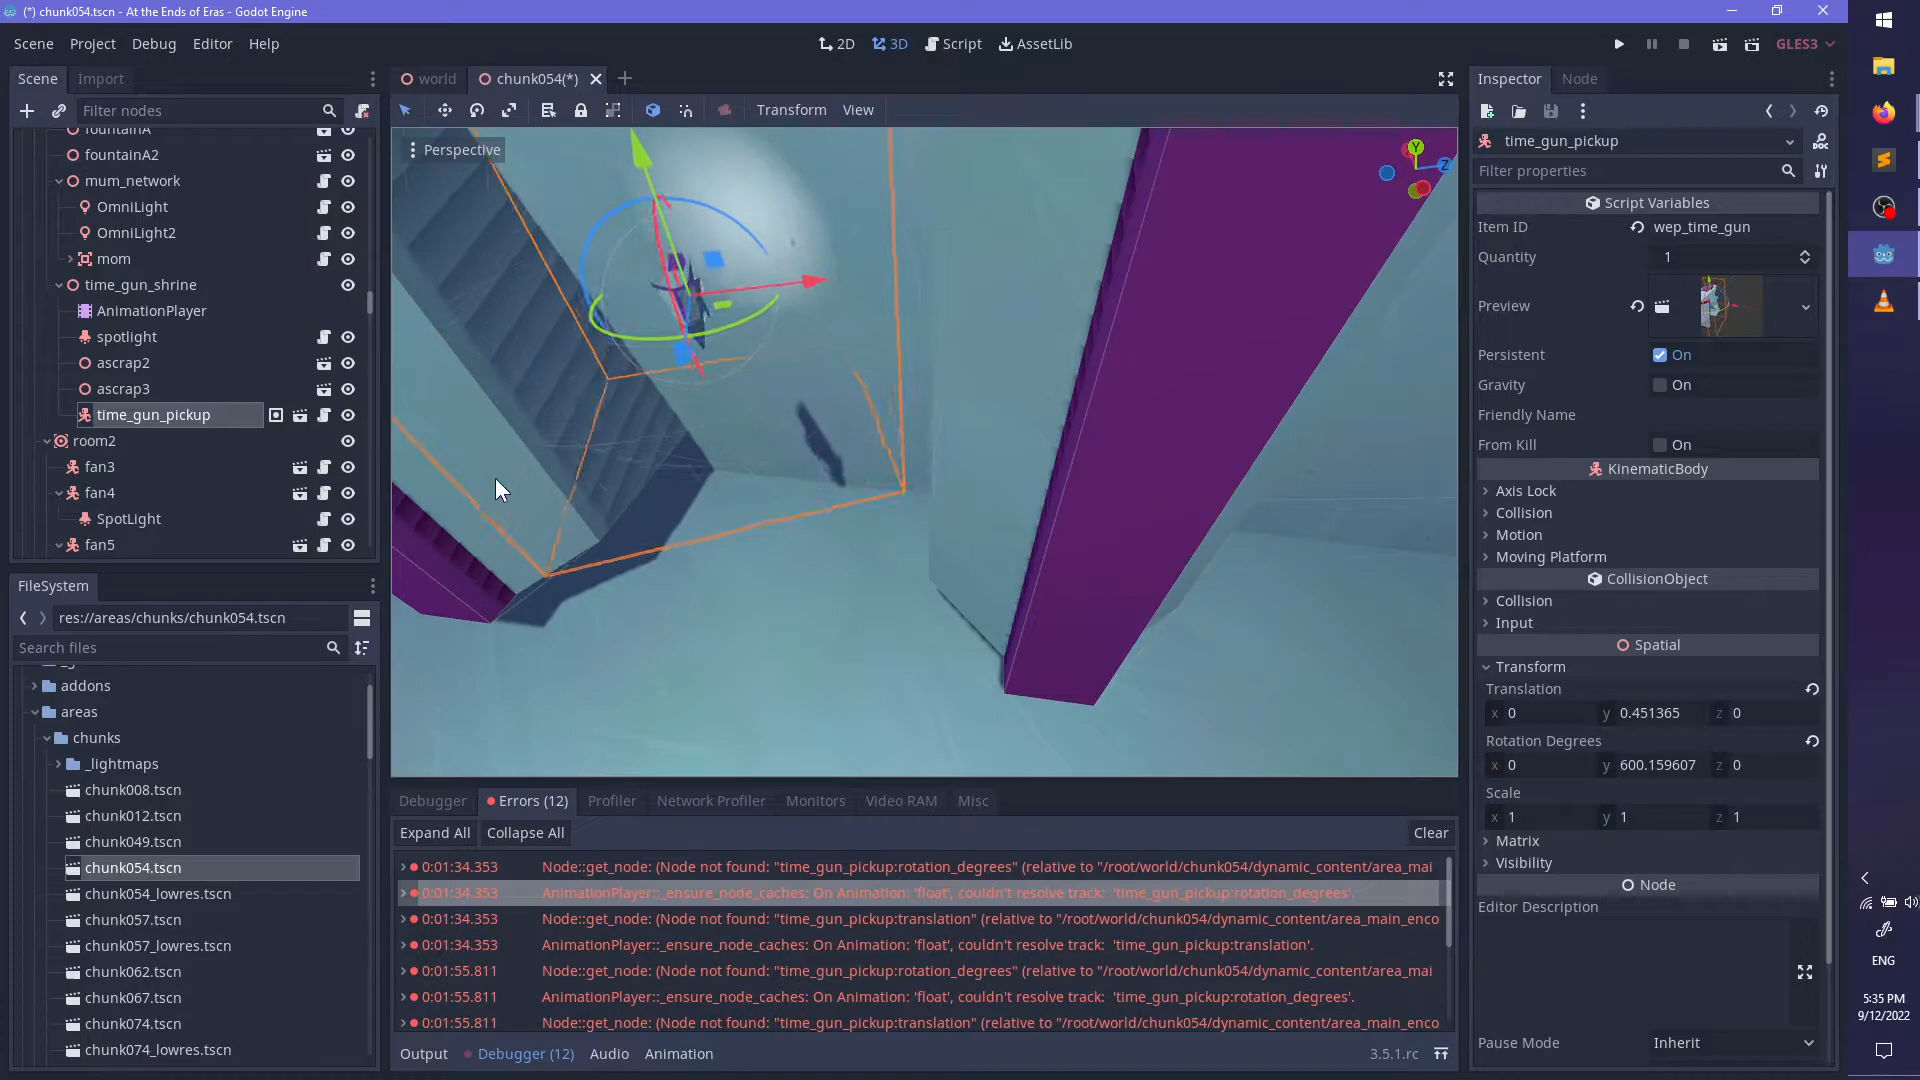 (*) chunk054.tscn - At the Ends of Eras - Godot Engine
Scene Project Debug Editor Help
2D 3D Script AssetLib
GLES3
Scene Import
Filter nodes
fountainA
fountainA2
mum_network
OmniLight
OmniLight2
mom
time_gun_shrine
AnimationPlayer
spotlight
ascrap2
ascrap3
time_gun_pickup
room2
fan3
fan4
SpotLight
fan5
FileSystem
res://areas/chunks/chunk054.tscn
Search files
addons
areas
chunks
_lightmaps
chunk008.tscn
chunk012.tscn
chunk049.tscn
chunk054.tscn
chunk054_lowres.tscn
chunk057.tscn
chunk057_lowres.tscn
chunk062.tscn
chunk067.tscn
chunk074.tscn
chunk074_lowres.tscn
world chunk054(*)
Transform View
Perspective
Y
Z
Debugger Errors (12) Profiler Network Profiler Monitors Video RAM Misc
Expand All Collapse All Clear
0:01:34.353 Node::get_node: (Node not found: "time_gun_pickup:rotation_degrees" (relative to "/root/world/chunk054/dynamic_content/area_mai
0:01:34.353 AnimationPlayer::_ensure_node_caches: On Animation: 'float', couldn't resolve track:  'time_gun_pickup:rotation_degrees'.
0:01:34.353 Node::get_node: (Node not found: "time_gun_pickup:translation" (relative to "/root/world/chunk054/dynamic_content/area_main_enco
0:01:34.353 AnimationPlayer::_ensure_node_caches: On Animation: 'float', couldn't resolve track:  'time_gun_pickup:translation'.
0:01:55.811 Node::get_node: (Node not found: "time_gun_pickup:rotation_degrees" (relative to "/root/world/chunk054/dynamic_content/area_mai
0:01:55.811 AnimationPlayer::_ensure_node_caches: On Animation: 'float', couldn't resolve track:  'time_gun_pickup:rotation_degrees'.
0:01:55.811 Node::get_node: (Node not found: "time_gun_pickup:translation" (relative to "/root/world/chunk054/dynamic_content/area_main_enco
Output Debugger (12) Audio Animation 3.5.1.rc
Inspector Node
time_gun_pickup
Filter properties
Script Variables
Item ID wep_time_gun
Quantity 1
Preview
Persistent On
Gravity On
Friendly Name
From Kill On
KinematicBody
Axis Lock
Collision
Motion
Moving Platform
CollisionObject
Collision
Input
Spatial
Transform
Translation
x 0 y 0.451365 z 0
Rotation Degrees
x 0 y 600.159607 z 0
Scale
x 1 y 1 z 1
Matrix
Visibility
Node
Editor Description
Pause Mode Inherit
ENG
5:35 PM
9/12/2022